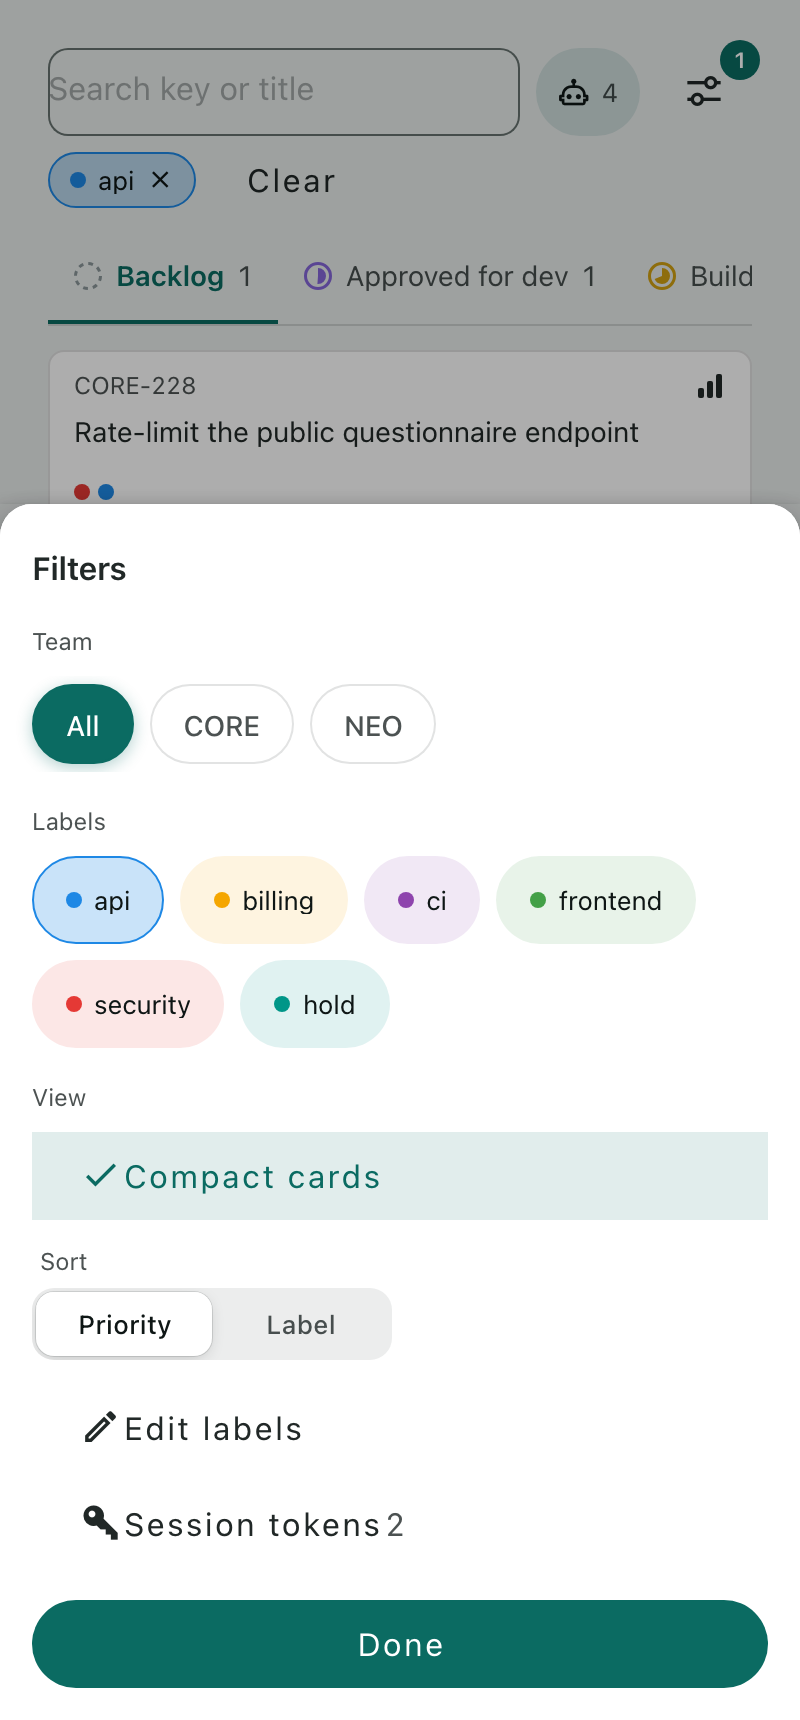 Search key or title
4
1
api
Clear
Backlog 1
Approved for dev 1
Build
CORE-228
Rate-limit the public questionnaire endpoint
Filters
Team
All
CORE
NEO
Labels
api
billing
ci
frontend
security
hold
View
Compact cards
Sort
Priority
Label
Edit labels
Session tokens 2
Done